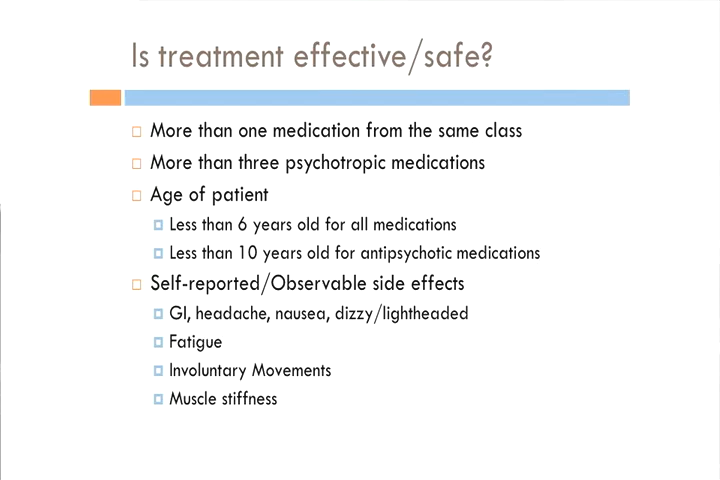 Is treatment effective/safe?
More than one medication from the same class
More than three psychotropic medications
Age of patient
Less than 6 years old for all medications
Less than 10 years old for antipsychotic medications
Self-reported/Observable side effects
GI, headache, nausea, dizzy/lightheaded
Fatigue
Involuntary Movements
Muscle stiffness